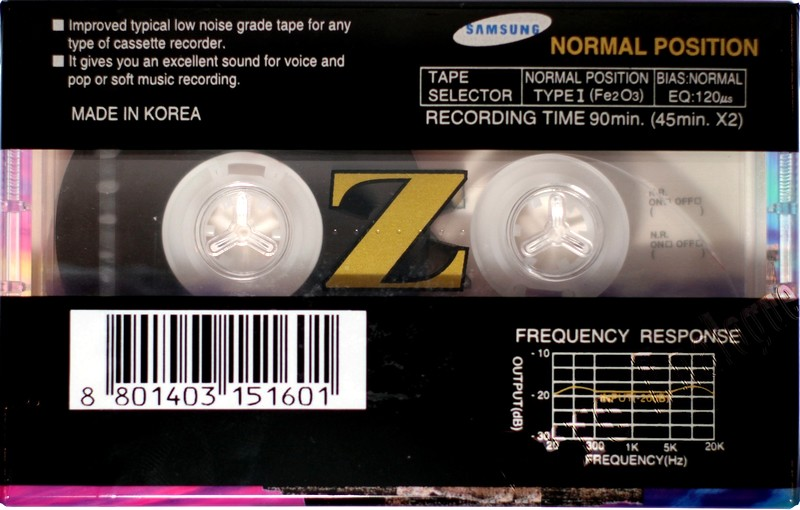 ■ Improved typical low noise grade tape for any
type of cassette recorder.
■ It gives you an excellent sound for voice and
pop or soft music recording.
MADE IN KOREA
SAMSUNG
NORMAL POSITION
TAPE SELECTOR
NORMAL POSITION TYPE I (Fe2O3)
BIAS:NORMAL EQ:120µs
RECORDING TIME 90min. (45min. X2)
Z
N.R.
ON□ OFF□
( )
N.R.
ON□ OFF□
( )
8 801403 151601
FREQUENCY RESPONSE
OUTPUT(dB)
-10
-20
-30
INPUT(-20dB)
20 300 1K 5K 20K
FREQUENCY(Hz)